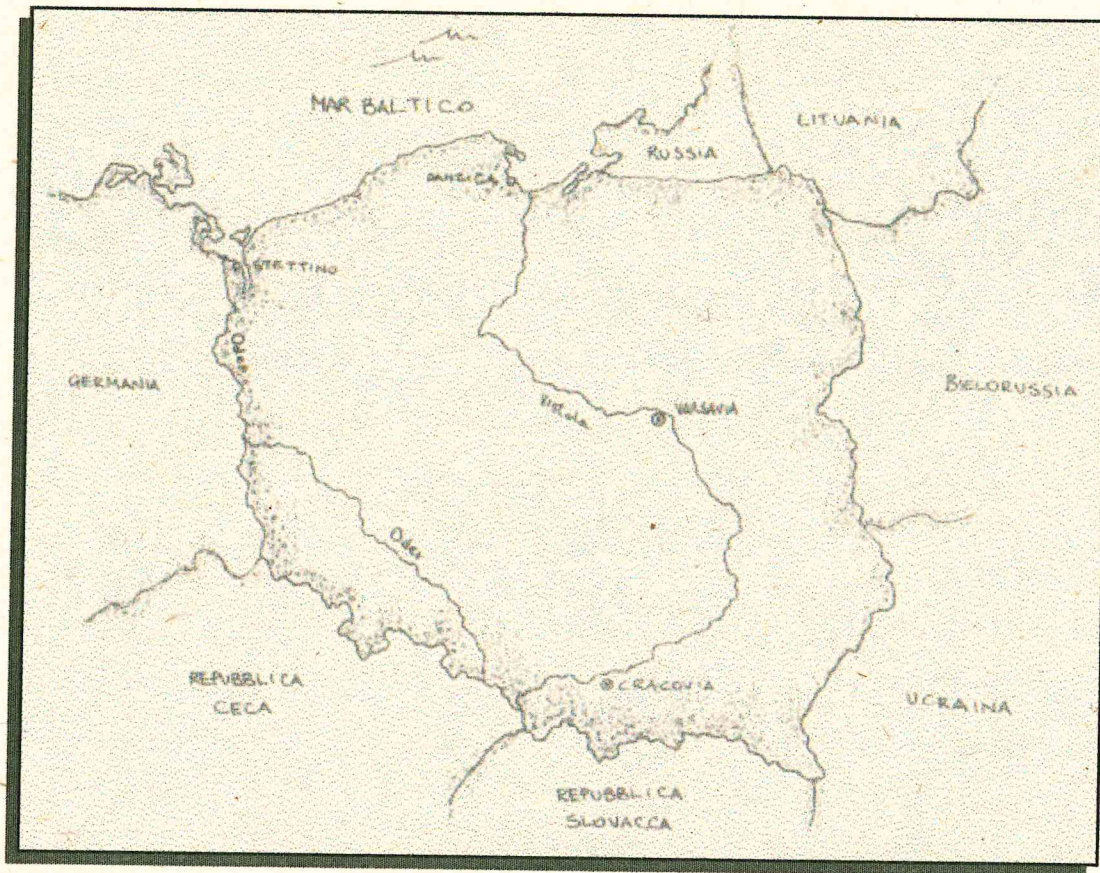 MAR BALTICO
LITUANIA
RUSSIA
DANZICA
STETTINO
Oder
GERMANIA
BIELORUSSIA
Vistola
VARSAVIA
Oder
REPUBBLICA
CECA
CRACOVIA
UCRAINA
REPUBBLICA
SLOVACCA